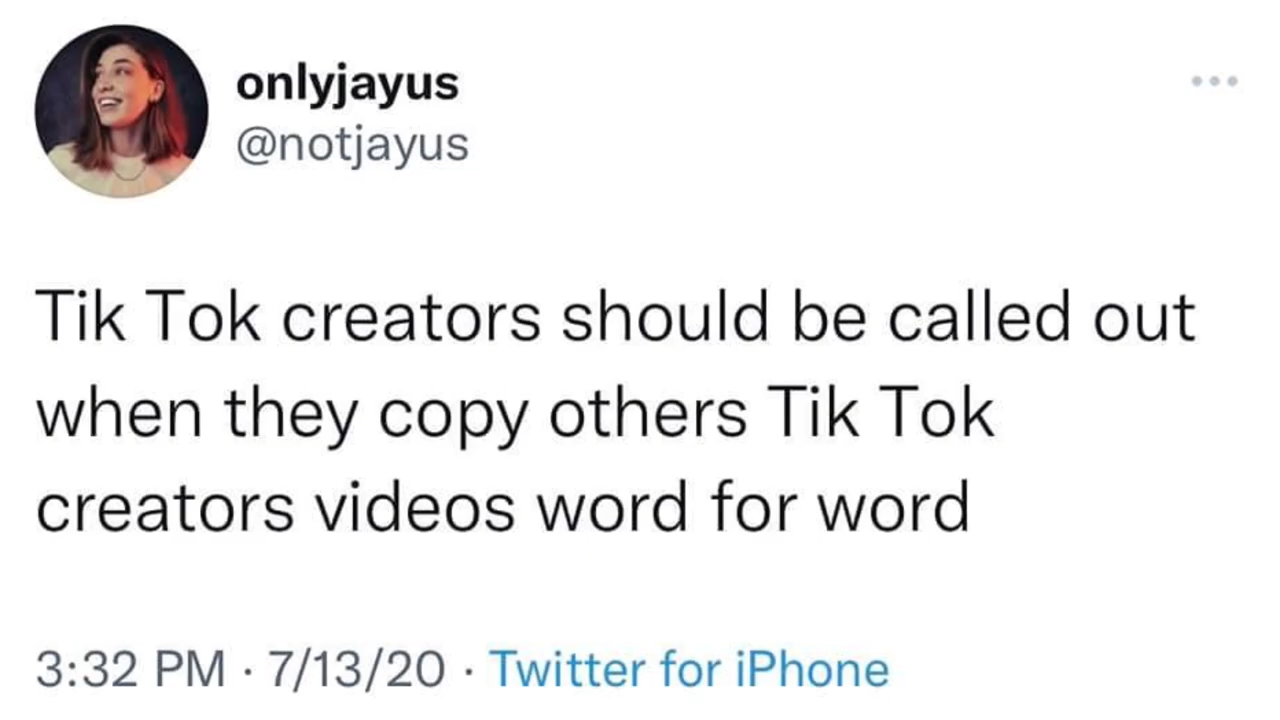 onlyjayus
@notjayus
Tik Tok creators should be called out
when they copy others Tik Tok
creators videos word for word
3:32 PM · 7/13/20 · Twitter for iPhone